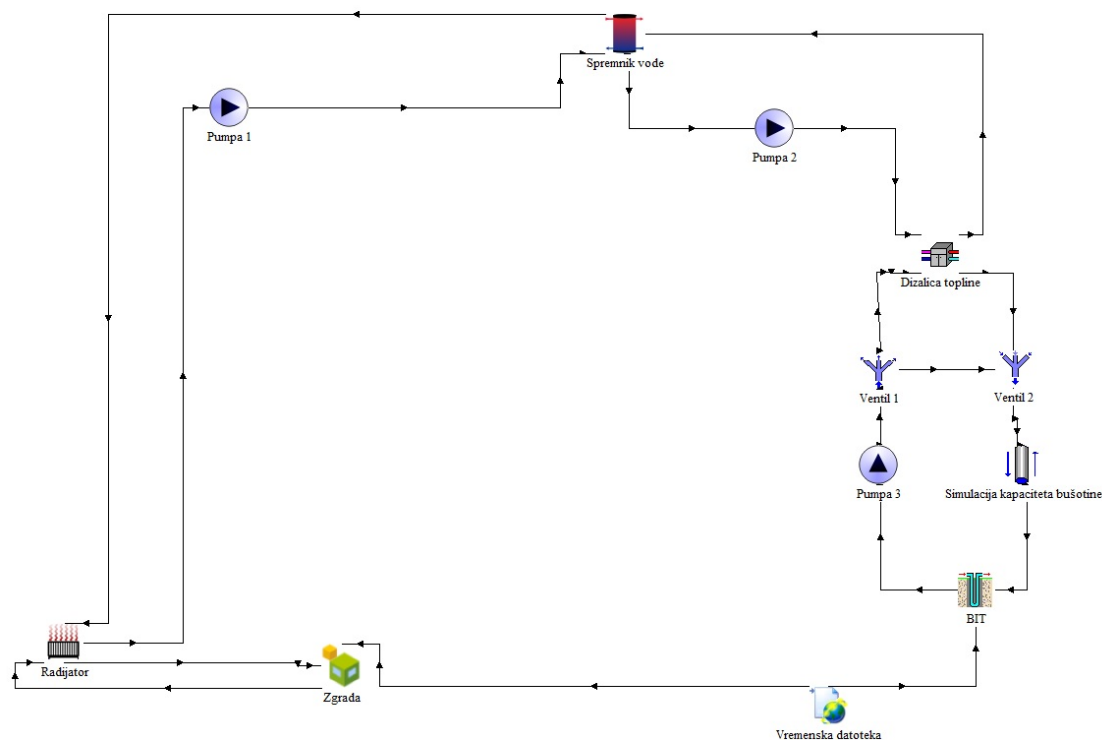 Spremnik vode
Pumpa 1
Pumpa 2
Dizalica topline
Ventil 1
Ventil 2
Pumpa 3
Simulacija kapaciteta bušotine
BIT
Radijator
Zgrada
Vremenska datoteka